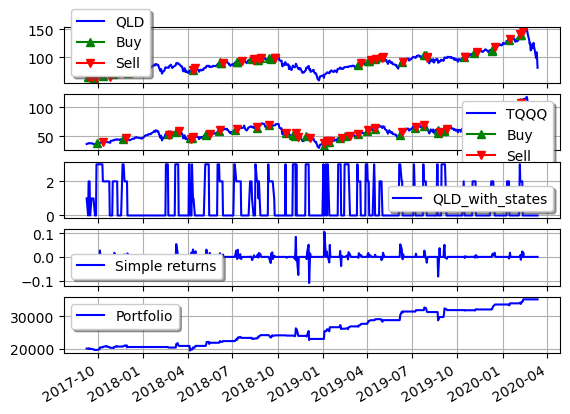 150
100
QLD
Buy
Sell
100
50
TQQQ
Buy
Sell
2
0
QLD_with_states
0.1
0.0
−0.1
Simple returns
30000
20000
Portfolio
2017-10 2018-01 2018-04 2018-07 2018-10 2019-01 2019-04 2019-07 2019-10 2020-01 2020-04